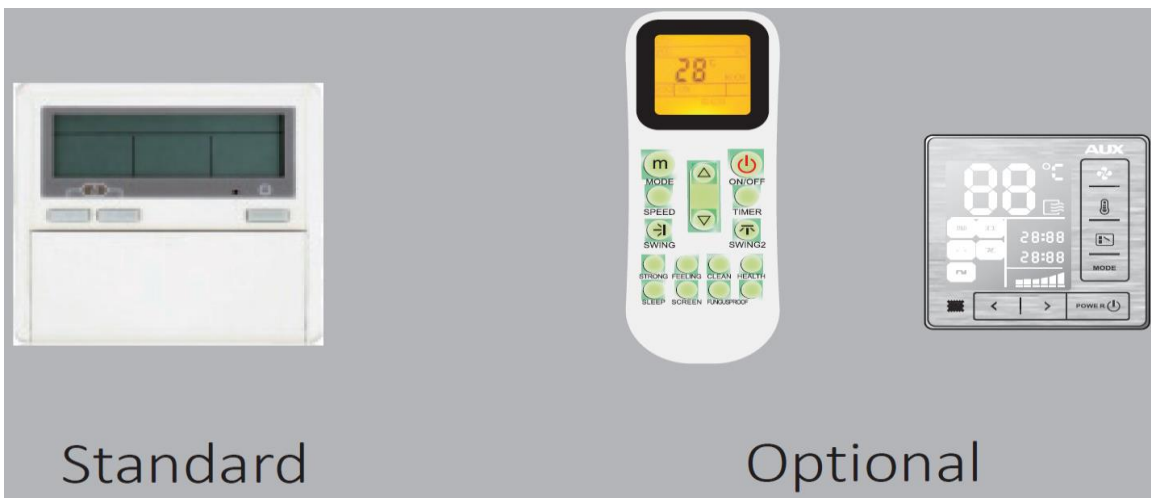 28°C
m
MODE
ON/OFF
SPEED
TIMER
SWING
SWING2
STRONG FEELING CLEAN HEALTH
SLEEP SCREEN FUNGUSPROOF
AUX
88°C
28:88
28:88
MODE
< > POWER
Standard
Optional